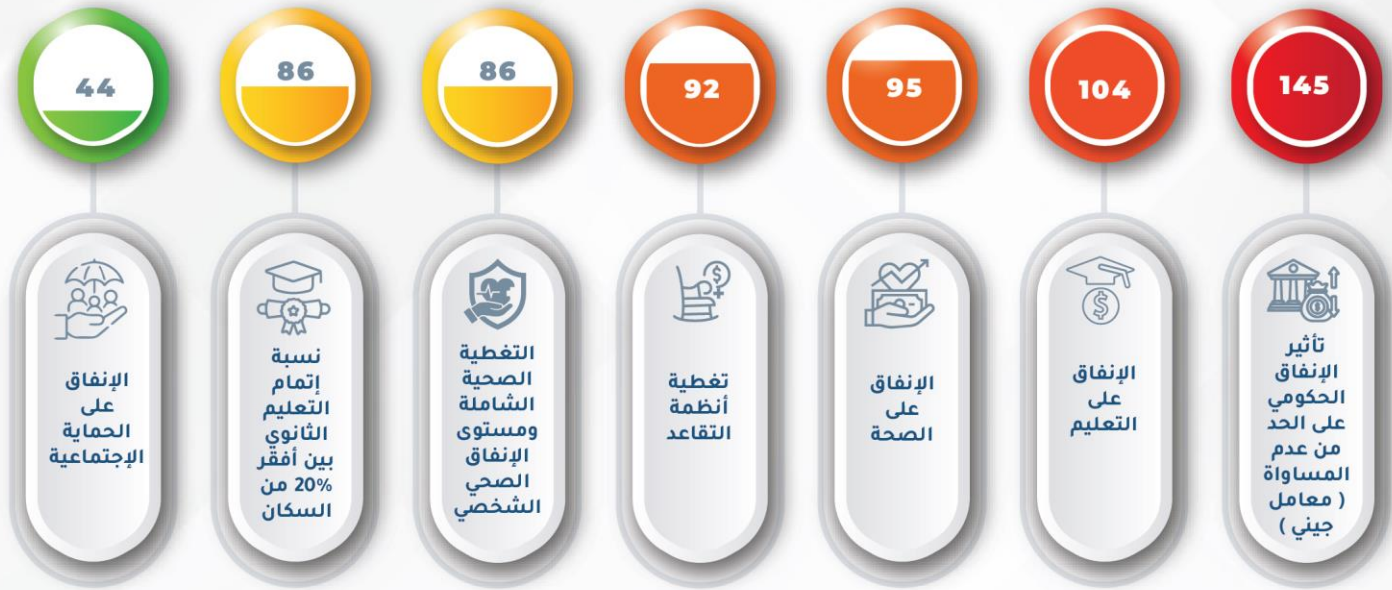 145
104
95
92
86
86
44
تأثير
الإنفاق
الحكومي
على الحد
من عدم
المساواة
( معامل
جيني )
الإنفاق
على
التعليم
الإنفاق
على
الصحة
تغطية
أنظمة
التقاعد
التغطية
الصحية
الشاملة
ومستوى
الإنفاق
الصحي
الشخصي
نسبة
إتمام
التعليم
الثانوي
بين أفقر
20% من
السكان
الإنفاق
على
الحماية
الإجتماعية